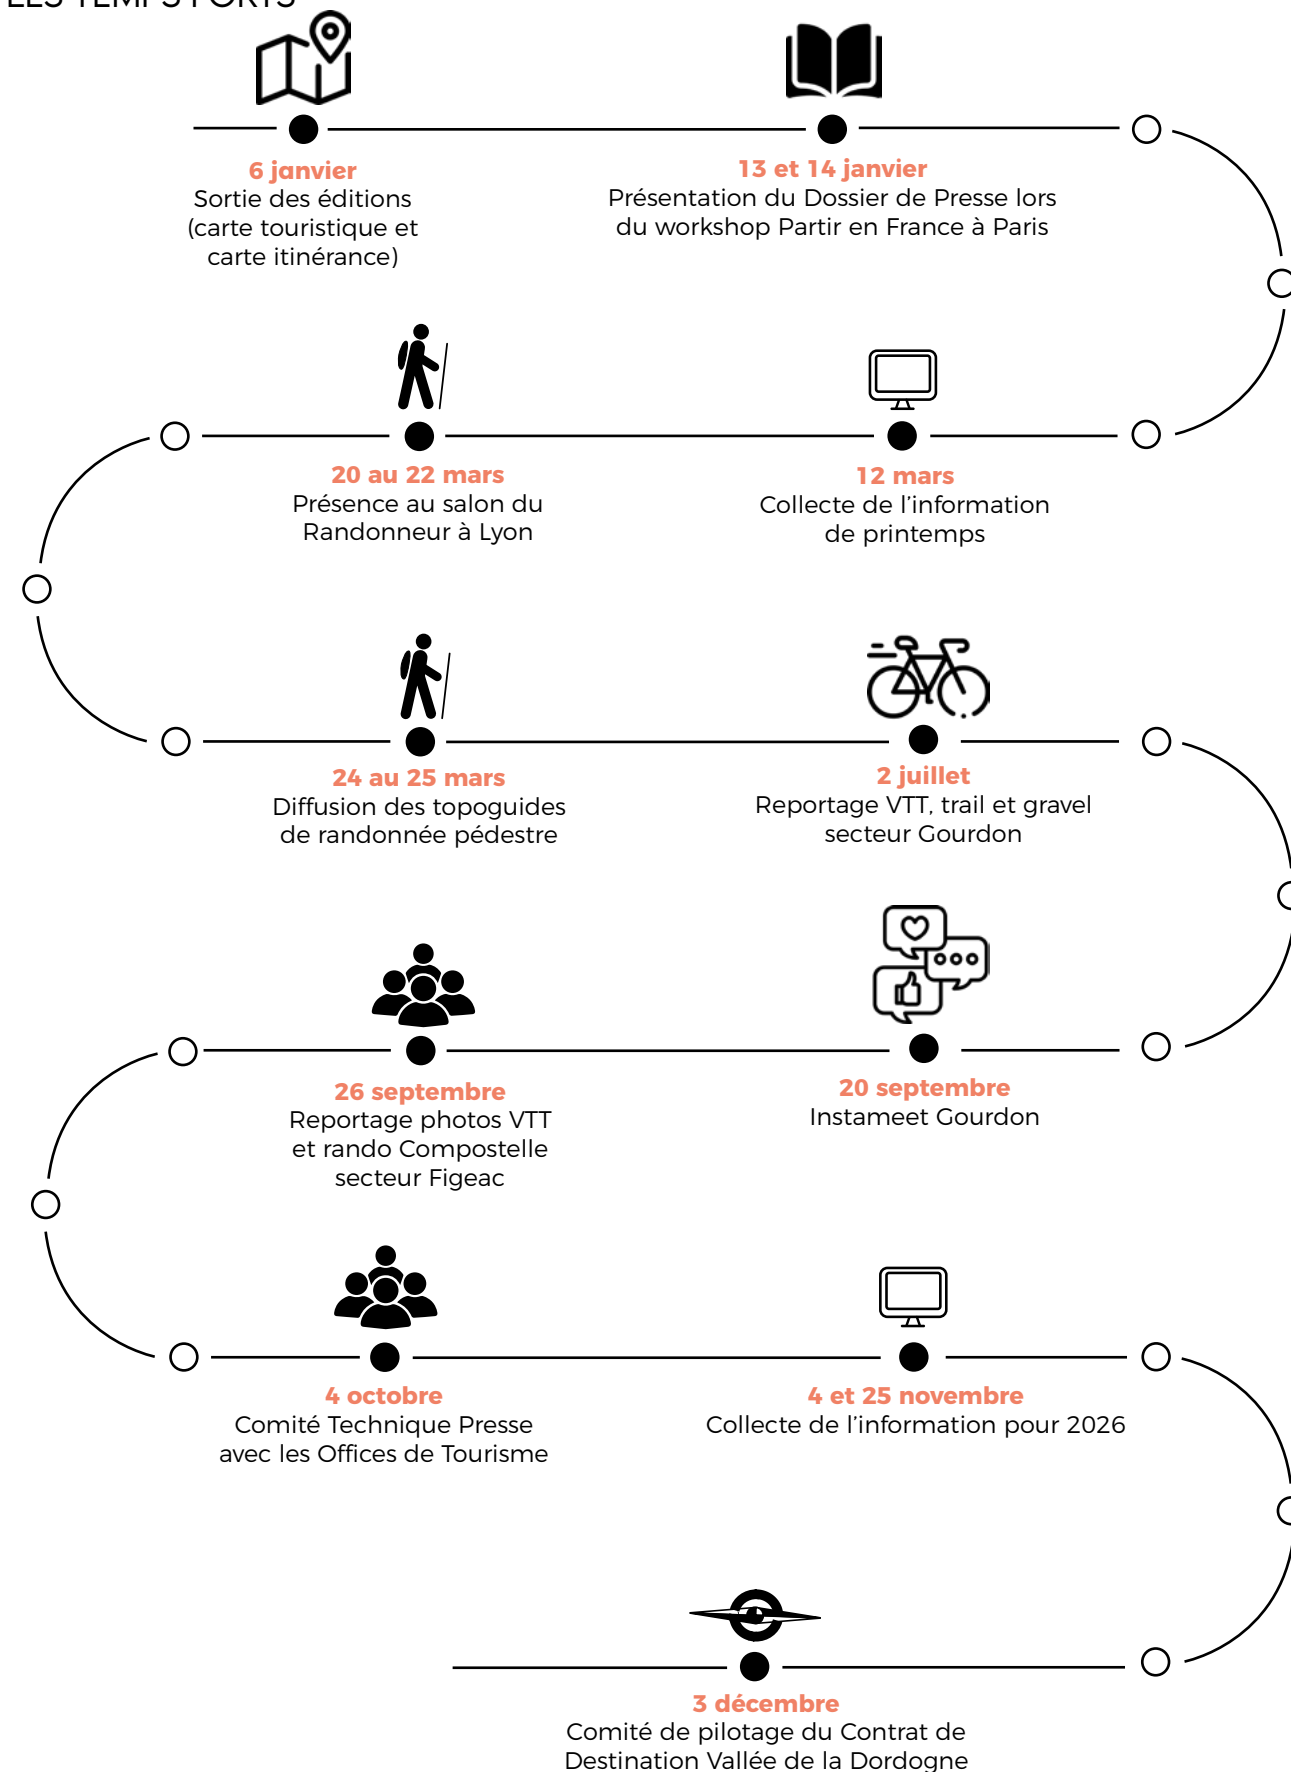 LES TEMPS FORTS
6 janvier
Sortie des éditions
(carte touristique et
carte itinérance)
13 et 14 janvier
Présentation du Dossier de Presse lors
du workshop Partir en France à Paris
12 mars
Collecte de l’information
de printemps
20 au 22 mars
Présence au salon du
Randonneur à Lyon
24 au 25 mars
Diffusion des topoguides
de randonnée pédestre
2 juillet
Reportage VTT, trail et gravel
secteur Gourdon
20 septembre
Instameet Gourdon
26 septembre
Reportage photos VTT
et rando Compostelle
secteur Figeac
4 octobre
Comité Technique Presse
avec les Offices de Tourisme
4 et 25 novembre
Collecte de l’information pour 2026
3 décembre
Comité de pilotage du Contrat de
Destination Vallée de la Dordogne